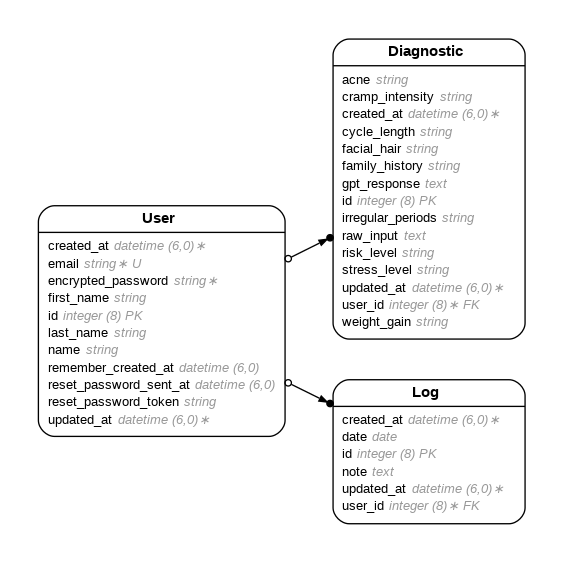 Diagnostic
acne string
cramp_intensity string
created_at datetime (6,0)∗
cycle_length string
facial_hair string
family_history string
gpt_response text
id integer (8) PK
irregular_periods string
raw_input text
risk_level string
stress_level string
updated_at datetime (6,0)∗
user_id integer (8)∗ FK
weight_gain string
User
created_at datetime (6,0)∗
email string∗ U
encrypted_password string∗
first_name string
id integer (8) PK
last_name string
name string
remember_created_at datetime (6,0)
reset_password_sent_at datetime (6,0)
reset_password_token string
updated_at datetime (6,0)∗
Log
created_at datetime (6,0)∗
date date
id integer (8) PK
note text
updated_at datetime (6,0)∗
user_id integer (8)∗ FK